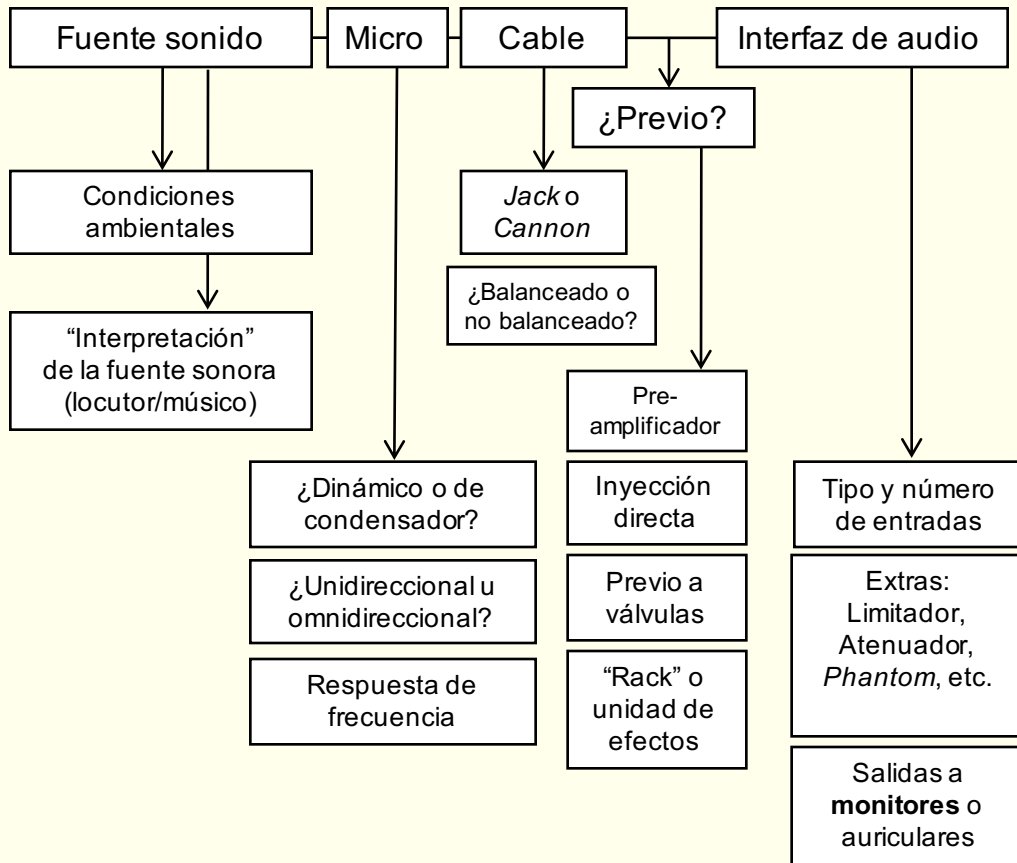 Fuente sonido
Micro
Cable
Interfaz de audio
¿Previo?
Condiciones
ambientales
Jack o
Cannon
¿Balanceado o
no balanceado?
“Interpretación”
de la fuente sonora
(locutor/músico)
Pre-
amplificador
¿Dinámico o de
condensador?
Inyección
directa
Tipo y número
de entradas
¿Unidireccional u
omnidireccional?
Previo a
válvulas
Extras:
Limitador,
Atenuador,
Phantom, etc.
Respuesta de
frecuencia
“Rack” o
unidad de
efectos
Salidas a
monitores o
auriculares